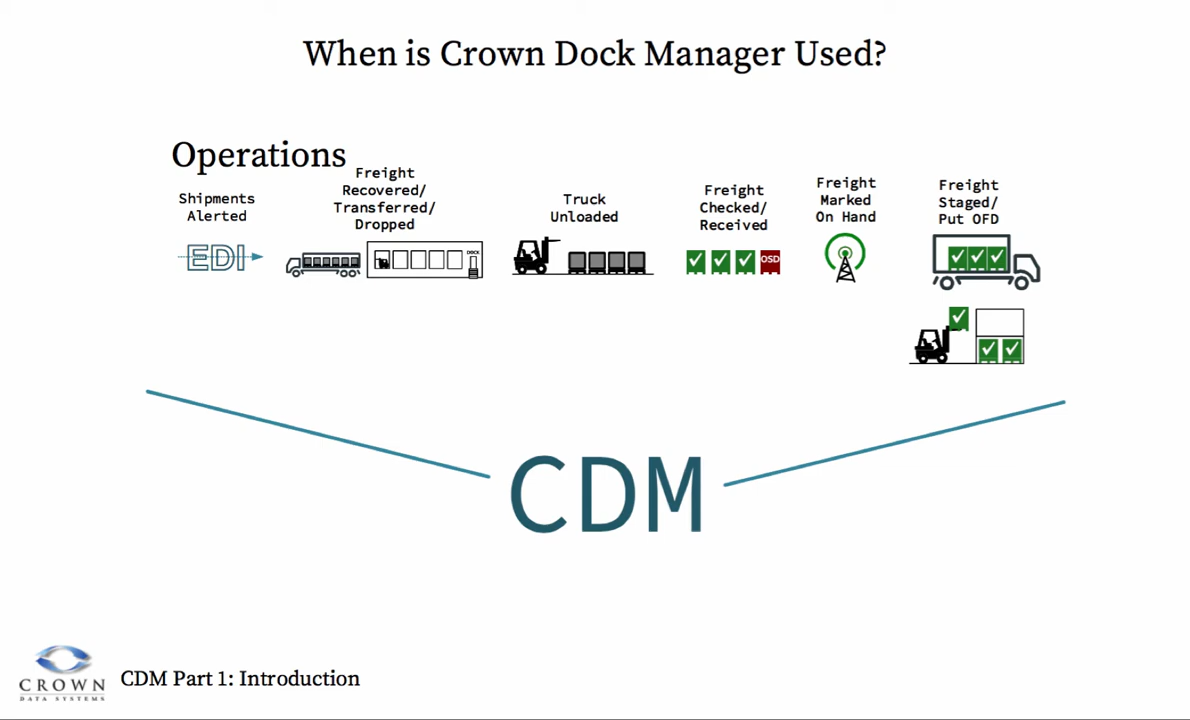 When is Crown Dock Manager Used?
Operations
Shipments
Alerted
EDI
Freight
Recovered/
Transferred/
Dropped
DOCK
Truck
Unloaded
Freight
Checked/
Received
OSD
Freight
Marked
On Hand
Freight
Staged/
Put OFD
CDM
CROWN
DATA SYSTEMS
CDM Part 1: Introduction